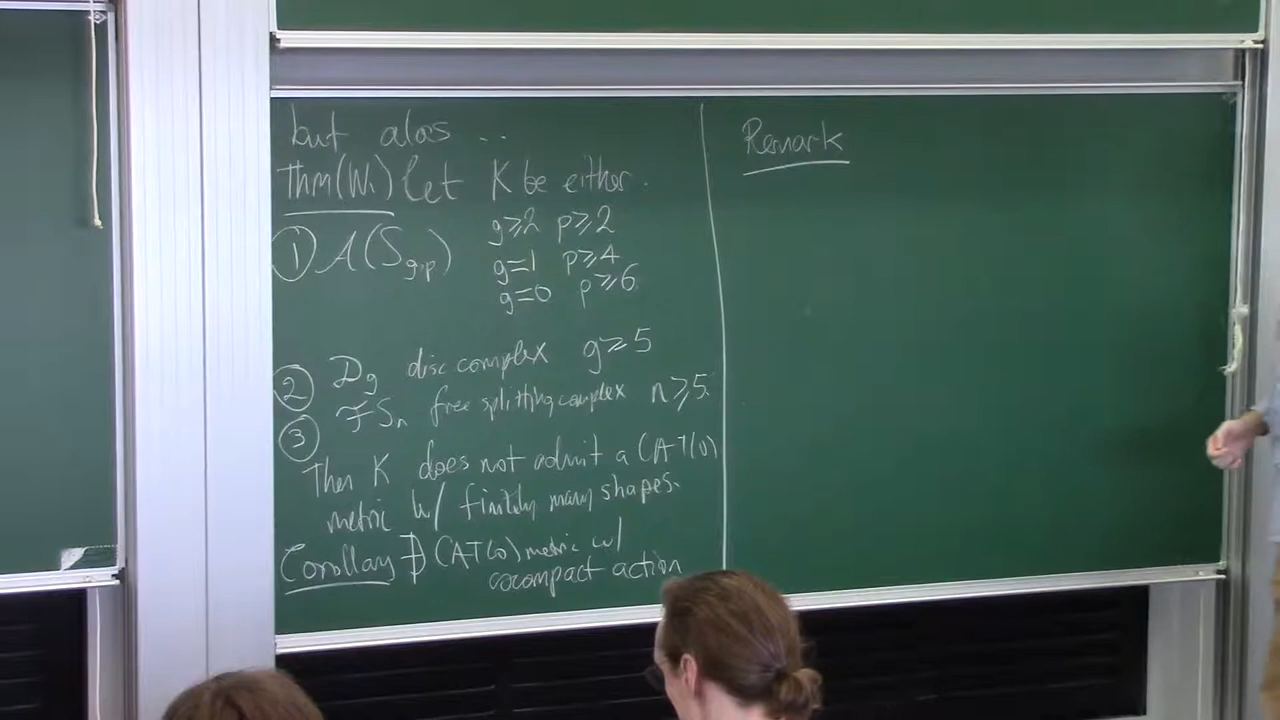 but alas ...
Thm (W.) let K be either.
① A(S_{g,p}) g≥2 p≥2
g=1 p≥4
g=0 p≥6
② D_g disc complex g≥5
③ FS_n free splitting complex n≥5.
Then K does not admit a CAT(0)
metric w/ finitely many shapes.
Corollary ∄ CAT(0) metric w/
cocompact action
Remark